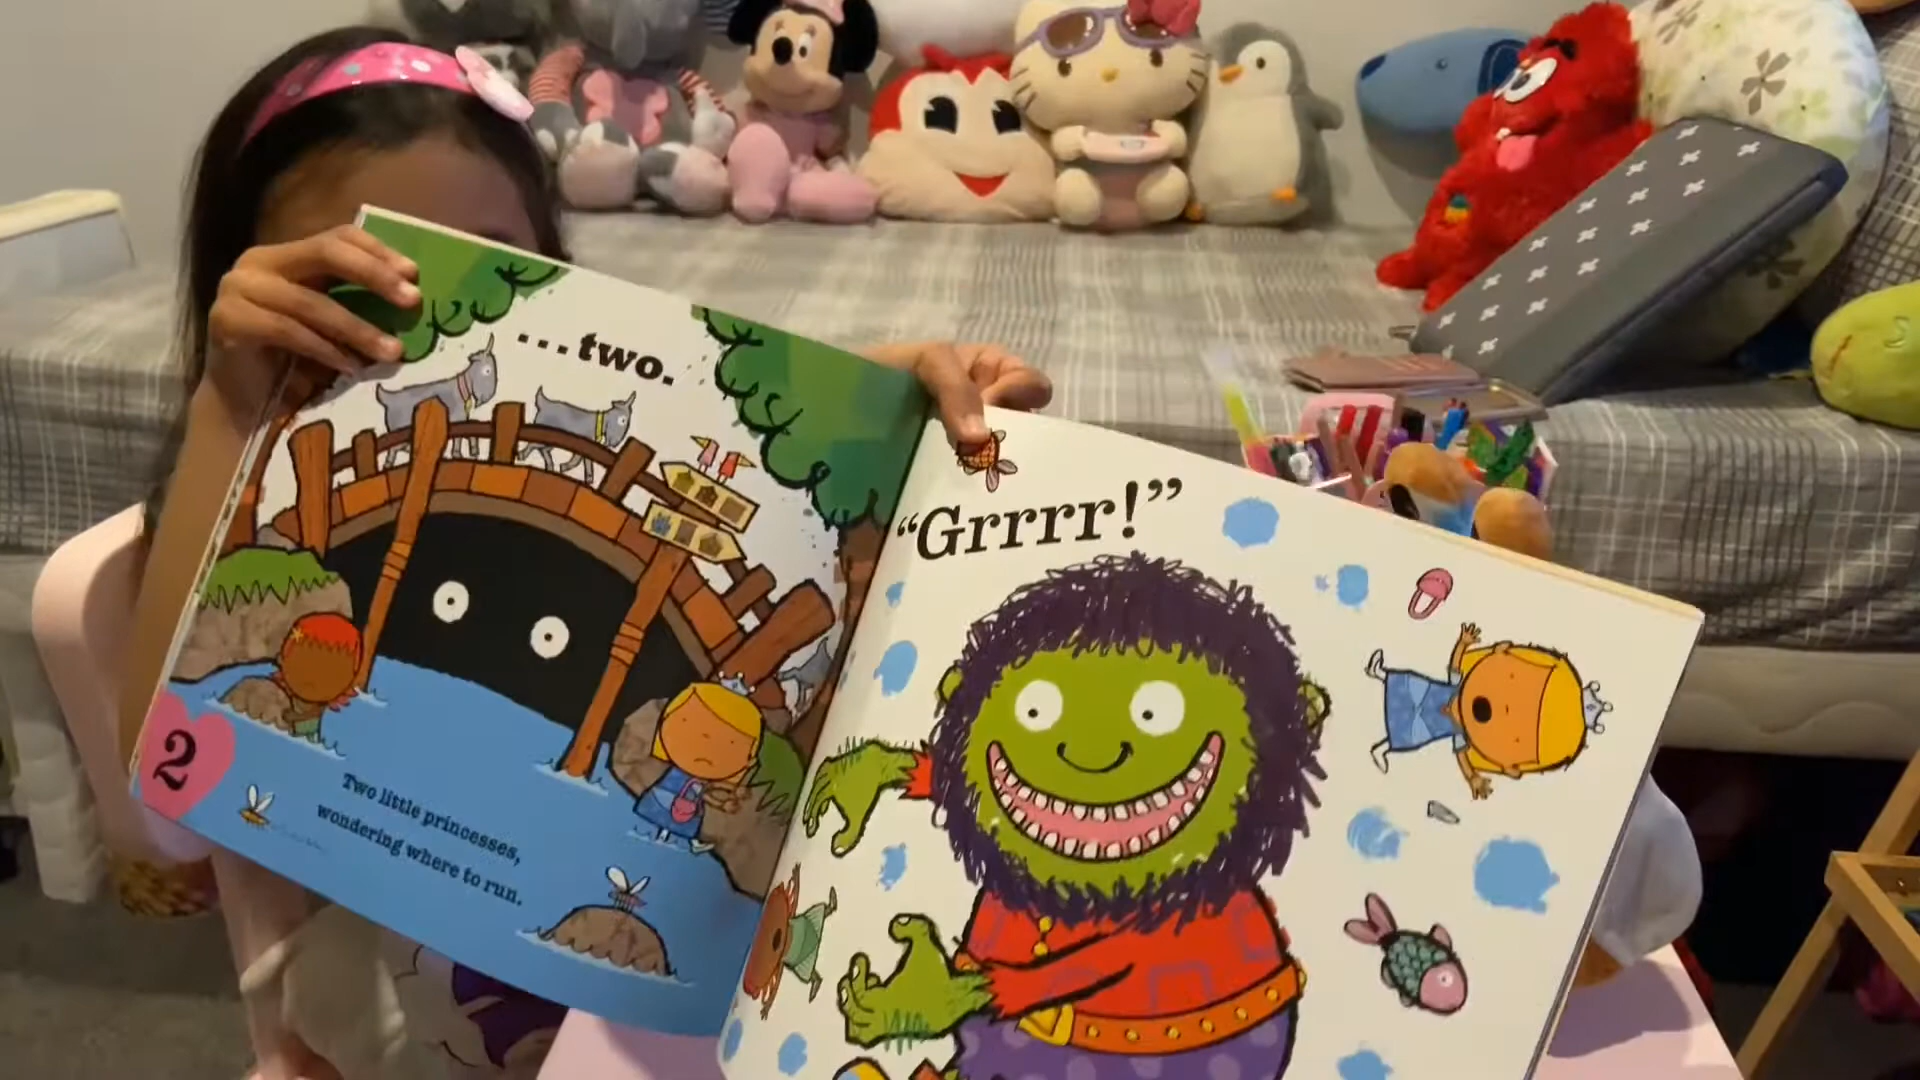 ...two.
2
Two little princesses,
wondering where to run.
“Grrrr!”